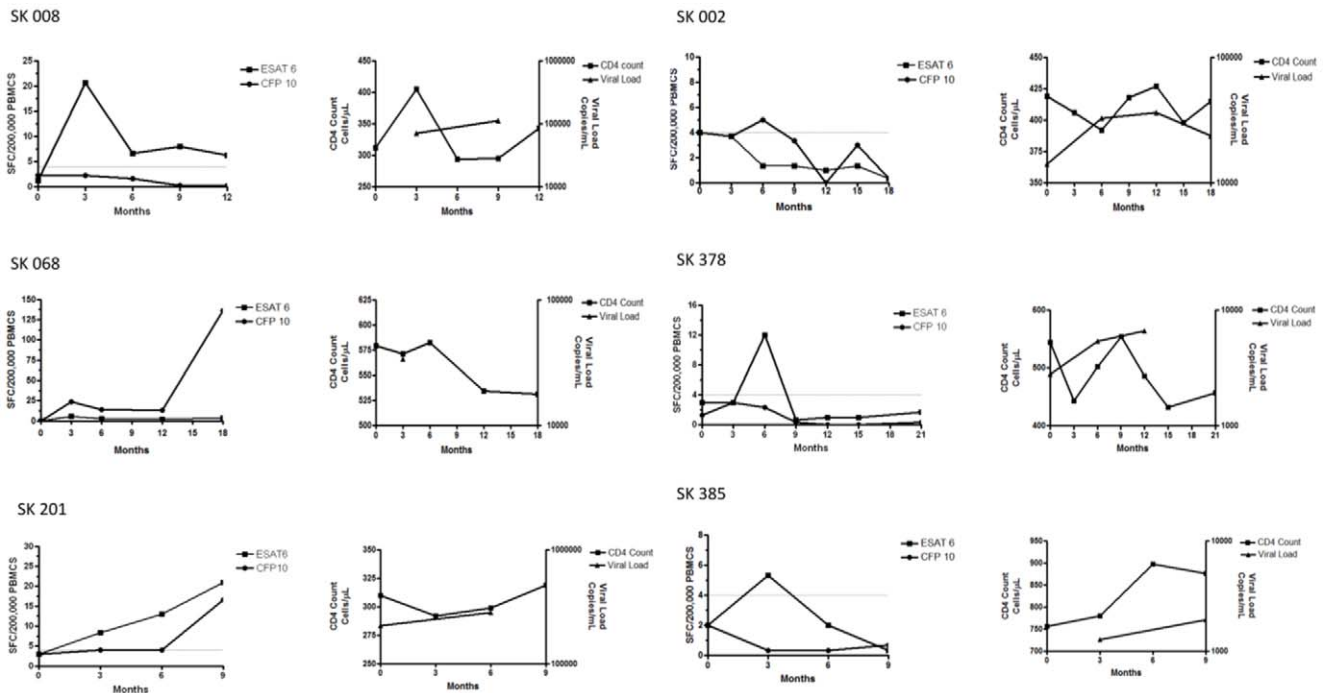 SK 008
SFC/200,000 PBMCS
25
20
15
10
5
0
0 3 6 9 12
Months
ESAT 6
CFP 10
CD4 Count
Cells/µL
450
400
350
300
250
0 3 6 9 12
Months
1000000
100000
10000
Viral Load
Copies/mL
CD4 count
Viral Load
SK 002
SFC/200,000 PBMCS
10
8
6
4
2
0
0 3 6 9 12 15 18
Months
ESAT 6
CFP 10
CD4 Count
Cells/µL
450
425
400
375
350
0 3 6 9 12 15 18
Months
100000
10000
Viral Load
Copies/mL
CD4 Count
Viral Load
SK 068
SFC/200,000 PBMCS
150
125
100
75
50
25
0
0 3 6 9 12 15 18
Months
ESAT 6
CFP 10
CD4 Count
Cells/µL
625
600
575
550
525
500
0 3 6 9 12 15 18
Months
100000
10000
Viral Load
Copies/mL
CD4 Count
Viral Load
SK 378
SFC/200,000 PBMCS
16
12
8
4
0
0 3 6 9 12 15 18 21
Months
ESAT 6
CFP 10
CD4 Count
Cells/µL
600
500
400
0 3 6 9 12 15 18 21
Months
10000
1000
Viral Load
Copies/mL
CD4 Count
Viral Load
SK 201
SFC/200,000 PBMCS
30
25
20
15
10
5
0
0 3 6 9
Months
ESAT6
CFP10
CD4 Count
Cells/µL
350
325
300
275
250
0 3 6 9
Months
1000000
100000
Viral Load
Copies/mL
CD4 Count
Viral Load
SK 385
SFC/200,000 PBMCS
8
6
4
2
0
0 3 6 9
Months
ESAT 6
CFP 10
CD4 Count
Cells/µL
950
900
850
800
750
700
0 3 6 9
Months
10000
1000
Viral Load
Copies/mL
CD4 Count
Viral Load